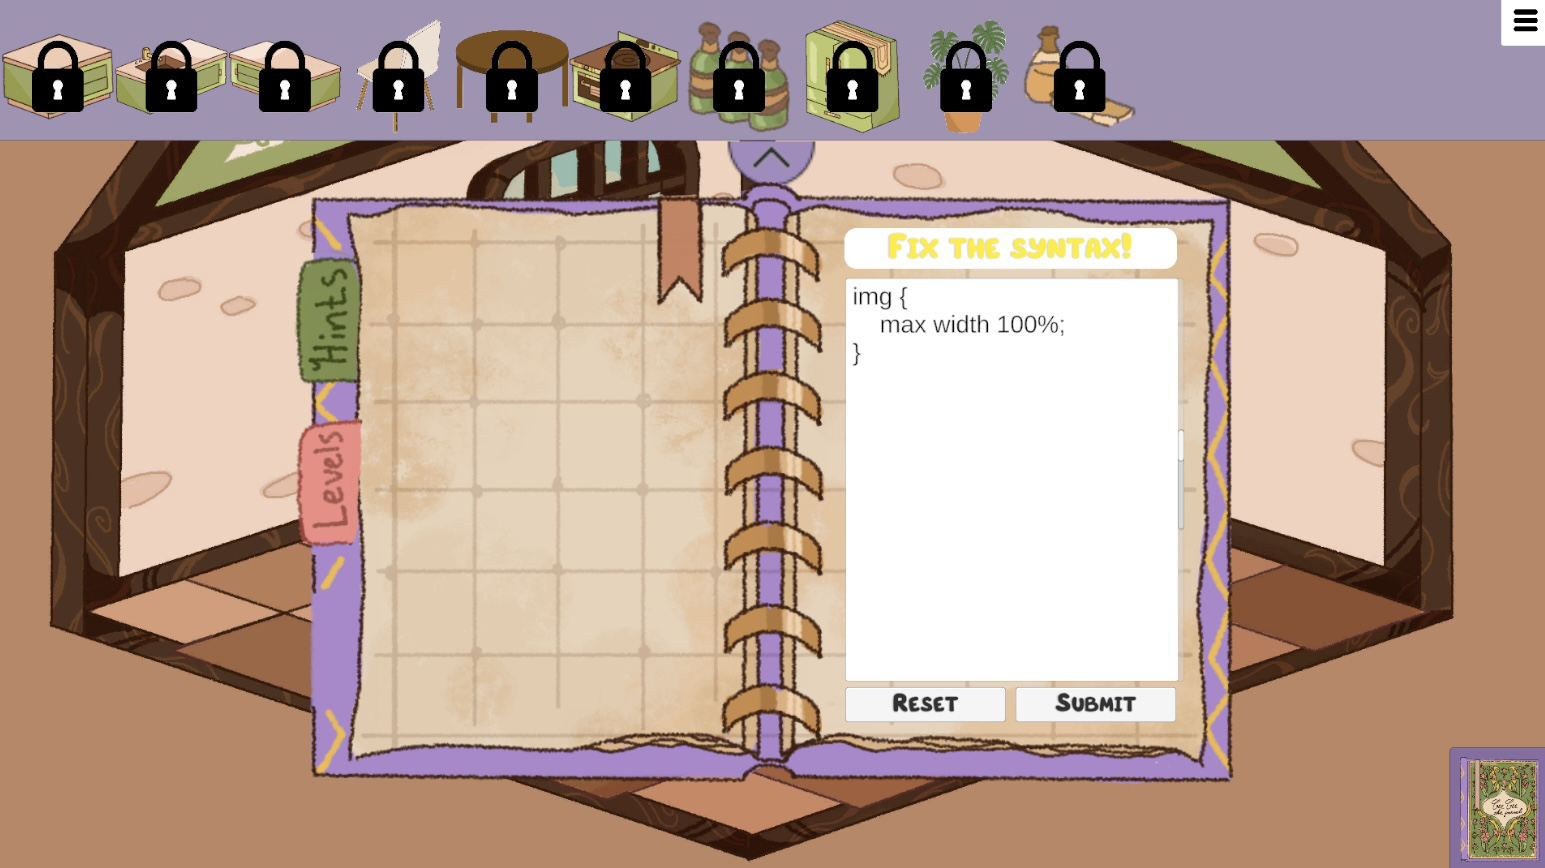 Hints
Levels
FIX THE SYNTAX!
img {
    max width 100%;
}
RESET
SUBMIT